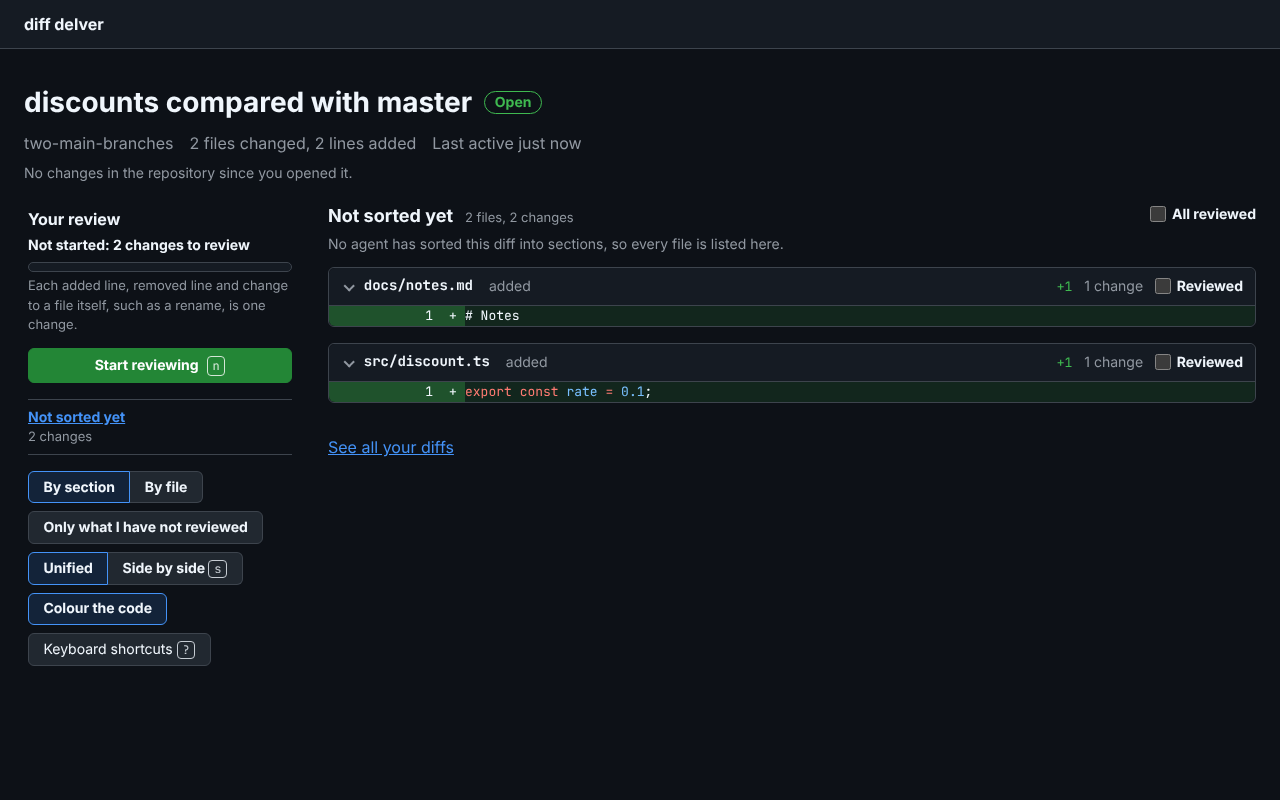 diff delver
discounts compared with master Open
two-main-branches 2 files changed, 2 lines added Last active just now
No changes in the repository since you opened it.
Your review
Not started: 2 changes to review
Each added line, removed line and change
to a file itself, such as a rename, is one
change.
Start reviewing n
Not sorted yet
2 changes
By section By file
Only what I have not reviewed
Unified Side by side s
Colour the code
Keyboard shortcuts ?
Not sorted yet 2 files, 2 changes All reviewed
No agent has sorted this diff into sections, so every file is listed here.
docs/notes.md added +1 1 change Reviewed
1 + # Notes
src/discount.ts added +1 1 change Reviewed
1 + export const rate = 0.1;
See all your diffs